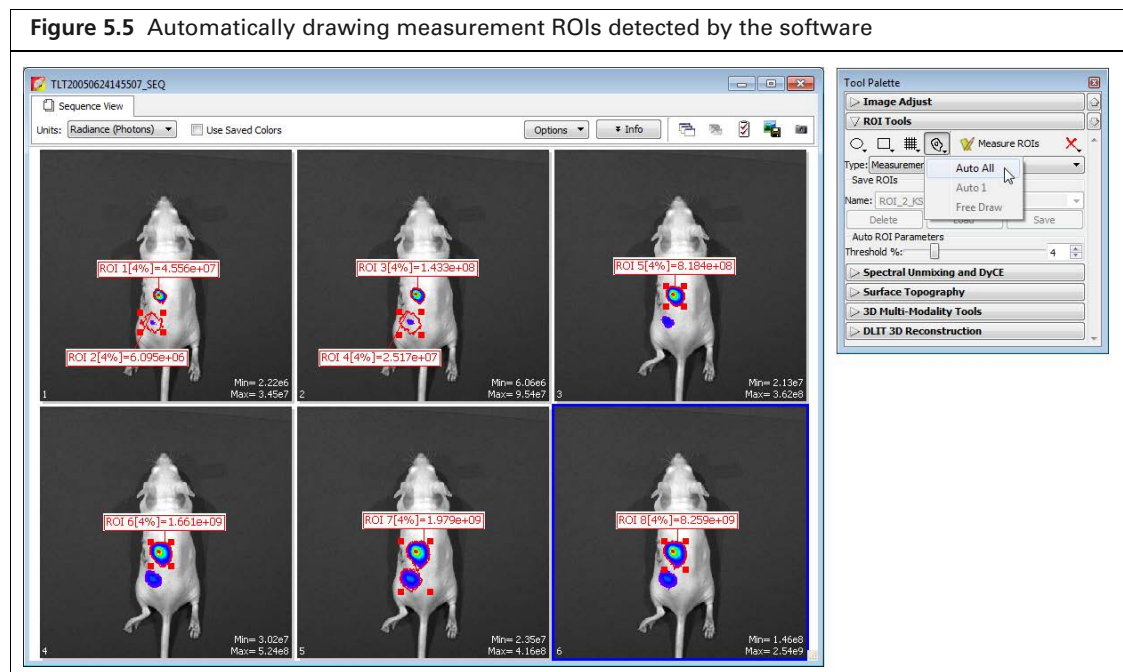 Figure 5.5 Automatically drawing measurement ROIs detected by the software
TLT20050624145507_SEQ
Sequence View
Units: Radiance (Photons) Use Saved Colors Options Info
ROI 1[4%]=4.556e+07
ROI 2[4%]=6.095e+06
Min= 2.22e6
Max= 3.45e7
1
ROI 3[4%]=1.433e+08
ROI 4[4%]=2.517e+07
Min= 6.06e6
Max= 9.54e7
2
ROI 5[4%]=8.184e+08
Min= 2.13e7
Max= 3.62e8
3
ROI 6[4%]=1.661e+09
Min= 3.02e7
Max= 5.24e8
4
ROI 7[4%]=1.979e+09
Min= 2.35e7
Max= 4.16e8
5
ROI 8[4%]=8.259e+09
Min= 1.46e8
Max= 2.54e9
6
Tool Palette
Image Adjust
ROI Tools
Measure ROIs
Type: Measuremen
Auto All
Save ROIs
Auto 1
Name: ROI_2_KS
Free Draw
Delete Load Save
Auto ROI Parameters
Threshold %: 4
Spectral Unmixing and DyCE
Surface Topography
3D Multi-Modality Tools
DLIT 3D Reconstruction